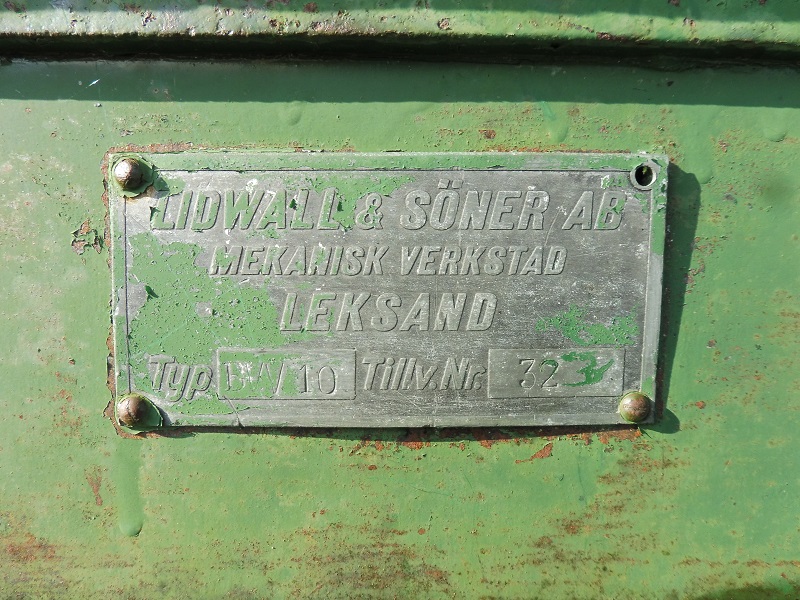 LIDWALL & SÖNER AB
MEKANISK VERKSTAD
LEKSAND
Typ Tillv. Nr.